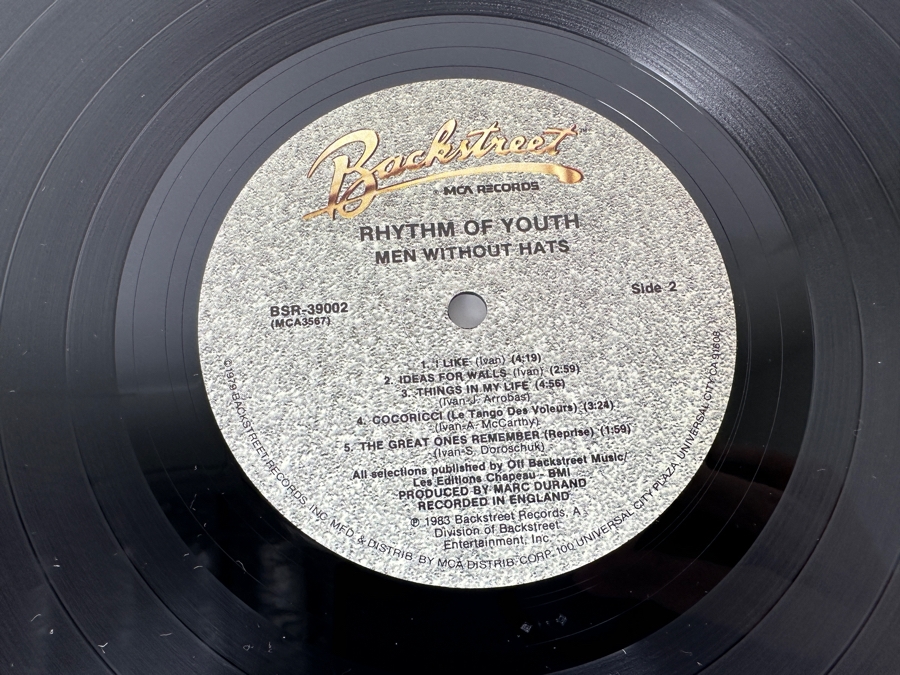 Backstreet™
MCA RECORDS
RHYTHM OF YOUTH
MEN WITHOUT HATS
Side 2
BSR-39002
(MCA3567)
1. I LIKE (Ivan) (4:19)
2. IDEAS FOR WALLS (Ivan) (2:59)
3. THINGS IN MY LIFE (4:56)
(Ivan-J. Arrobas)
4. COCORICCI (Le Tango Des Voleurs) (3:24)
(Ivan-A. McCarthy)
5. THE GREAT ONES REMEMBER (Reprise) (1:59)
(Ivan-S. Doroschuk)
All selections published by Off Backstreet Music/
Les Editions Chapeau - BMI
PRODUCED BY MARC DURAND
RECORDED IN ENGLAND
℗ 1983 Backstreet Records, A
Division of Backstreet
Entertainment, Inc.
© 1979 BACKSTREET RECORDS, INC. MFD. & DISTRIB. BY MCA DISTRIB. CORP. 100 UNIVERSAL CITY PLAZA, UNIVERSAL CITY, CA 91608